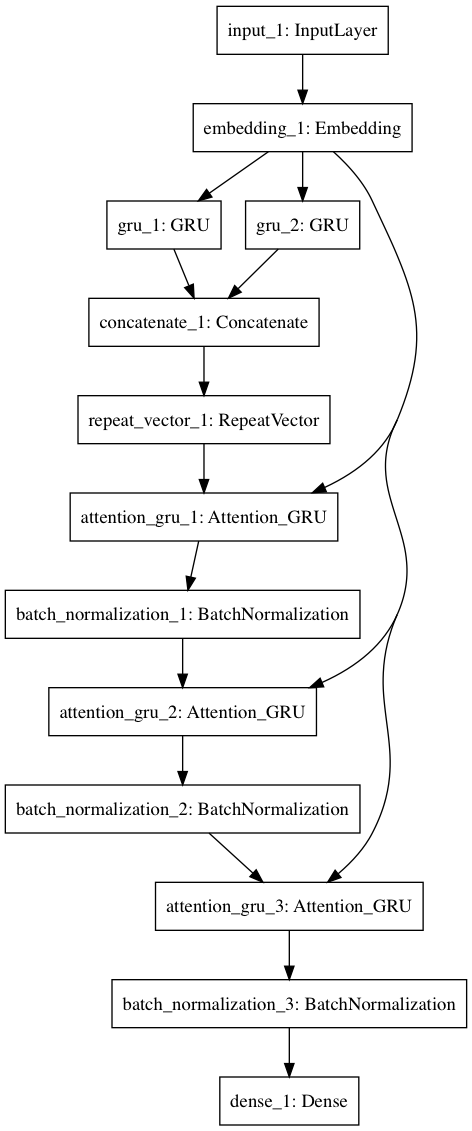 input_1: InputLayer
embedding_1: Embedding
gru_1: GRU
gru_2: GRU
concatenate_1: Concatenate
repeat_vector_1: RepeatVector
attention_gru_1: Attention_GRU
batch_normalization_1: BatchNormalization
attention_gru_2: Attention_GRU
batch_normalization_2: BatchNormalization
attention_gru_3: Attention_GRU
batch_normalization_3: BatchNormalization
dense_1: Dense